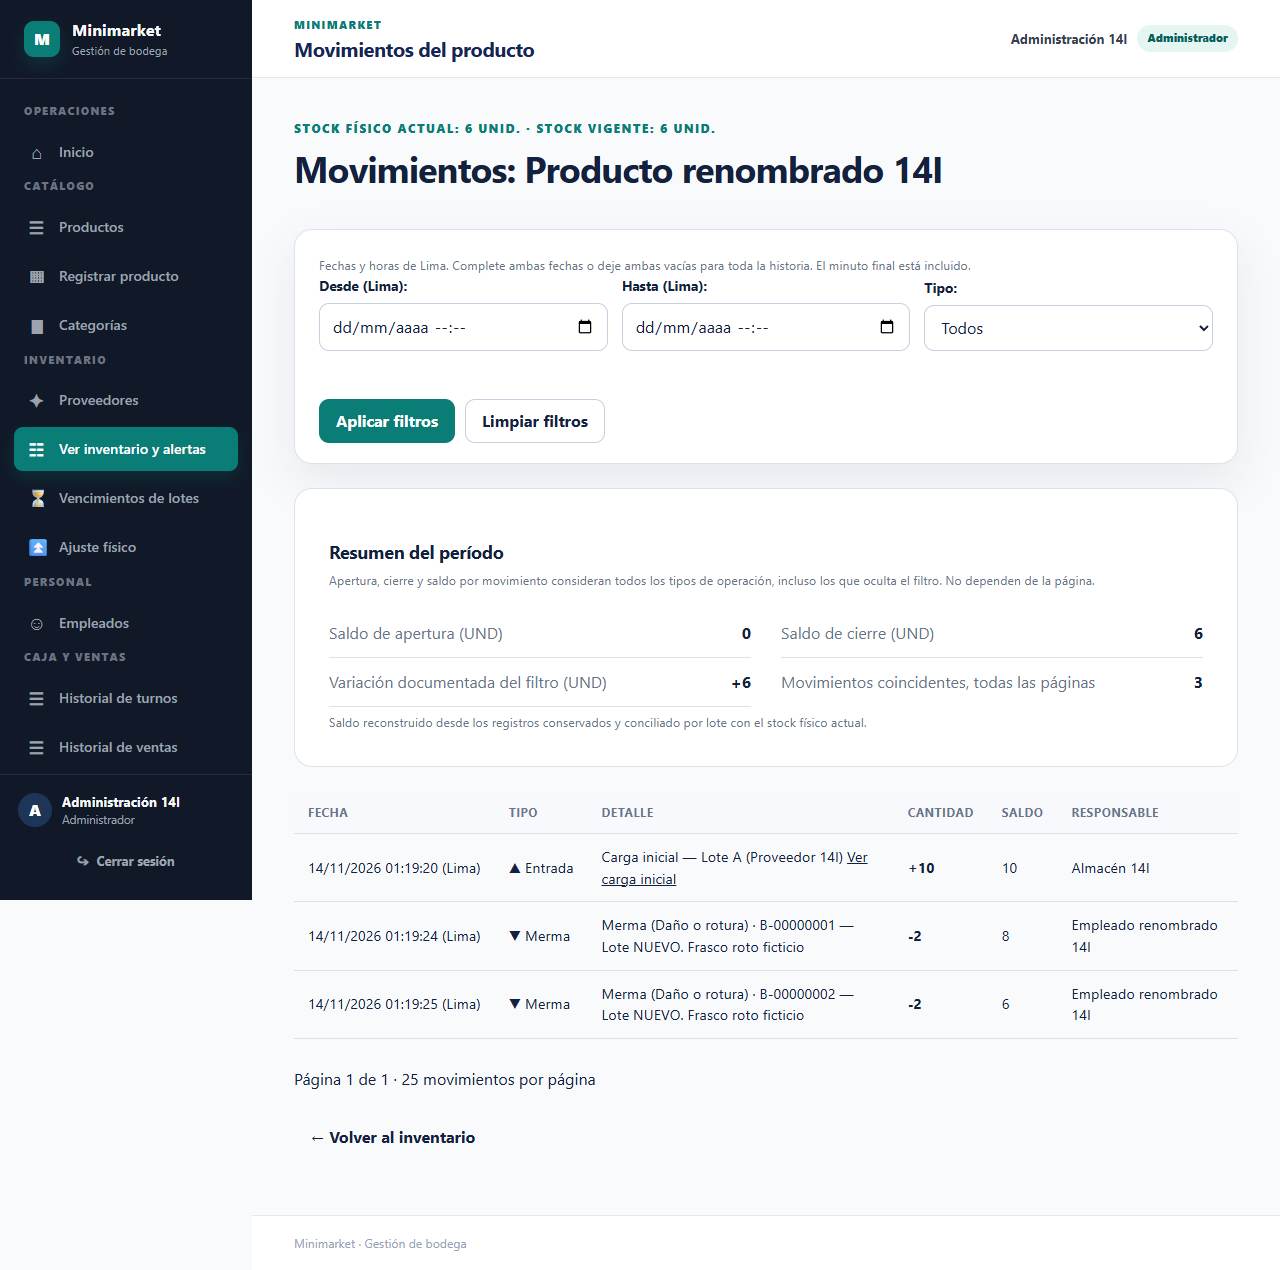 M
Minimarket
Gestión de bodega
OPERACIONES
Inicio
CATÁLOGO
Productos
Registrar producto
Categorías
INVENTARIO
Proveedores
Ver inventario y alertas
Vencimientos de lotes
Ajuste físico
PERSONAL
Empleados
CAJA Y VENTAS
Historial de turnos
Historial de ventas
A
Administración 14I
Administrador
Cerrar sesión
MINIMARKET
Movimientos del producto
Administración 14I Administrador
STOCK FÍSICO ACTUAL: 6 UNID. · STOCK VIGENTE: 6 UNID.
Movimientos: Producto renombrado 14I
Fechas y horas de Lima. Complete ambas fechas o deje ambas vacías para toda la historia. El minuto final está incluido.
Desde (Lima): Hasta (Lima): Tipo:
dd/mm/aaaa --:-- dd/mm/aaaa --:-- Todos
Aplicar filtros Limpiar filtros
Resumen del período
Apertura, cierre y saldo por movimiento consideran todos los tipos de operación, incluso los que oculta el filtro. No dependen de la página.
Saldo de apertura (UND) 0 Saldo de cierre (UND) 6
Variación documentada del filtro (UND) +6 Movimientos coincidentes, todas las páginas 3
Saldo reconstruido desde los registros conservados y conciliado por lote con el stock físico actual.
FECHA TIPO DETALLE CANTIDAD SALDO RESPONSABLE
14/11/2026 01:19:20 (Lima) ▲ Entrada Carga inicial — Lote A (Proveedor 14I) Ver +10 10 Almacén 14I
carga inicial
14/11/2026 01:19:24 (Lima) ▼ Merma Merma (Daño o rotura) · B-00000001 — -2 8 Empleado renombrado
Lote NUEVO. Frasco roto ficticio 14I
14/11/2026 01:19:25 (Lima) ▼ Merma Merma (Daño o rotura) · B-00000002 — -2 6 Empleado renombrado
Lote NUEVO. Frasco roto ficticio 14I
Página 1 de 1 · 25 movimientos por página
← Volver al inventario
Minimarket · Gestión de bodega